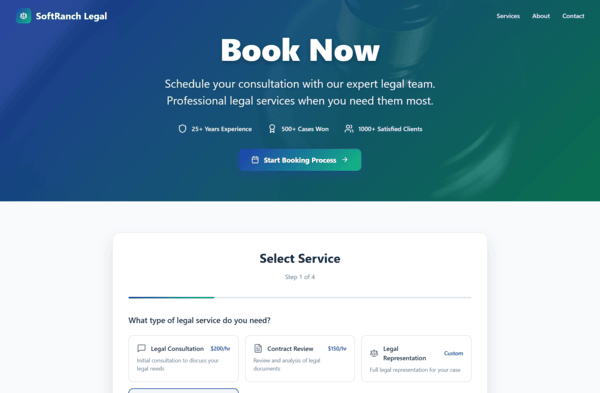 SoftRanch Legal
Services
About
Contact
Book Now
Schedule your consultation with our expert legal team.
Professional legal services when you need them most.
25+ Years Experience
500+ Cases Won
1000+ Satisfied Clients
Start Booking Process
Select Service
Step 1 of 4
What type of legal service do you need?
Legal Consultation
$200/hr
Initial consultation to discuss your
legal needs
Contract Review
$150/hr
Review and analysis of legal
documents
Legal
Representation
Custom
Full legal representation for your case